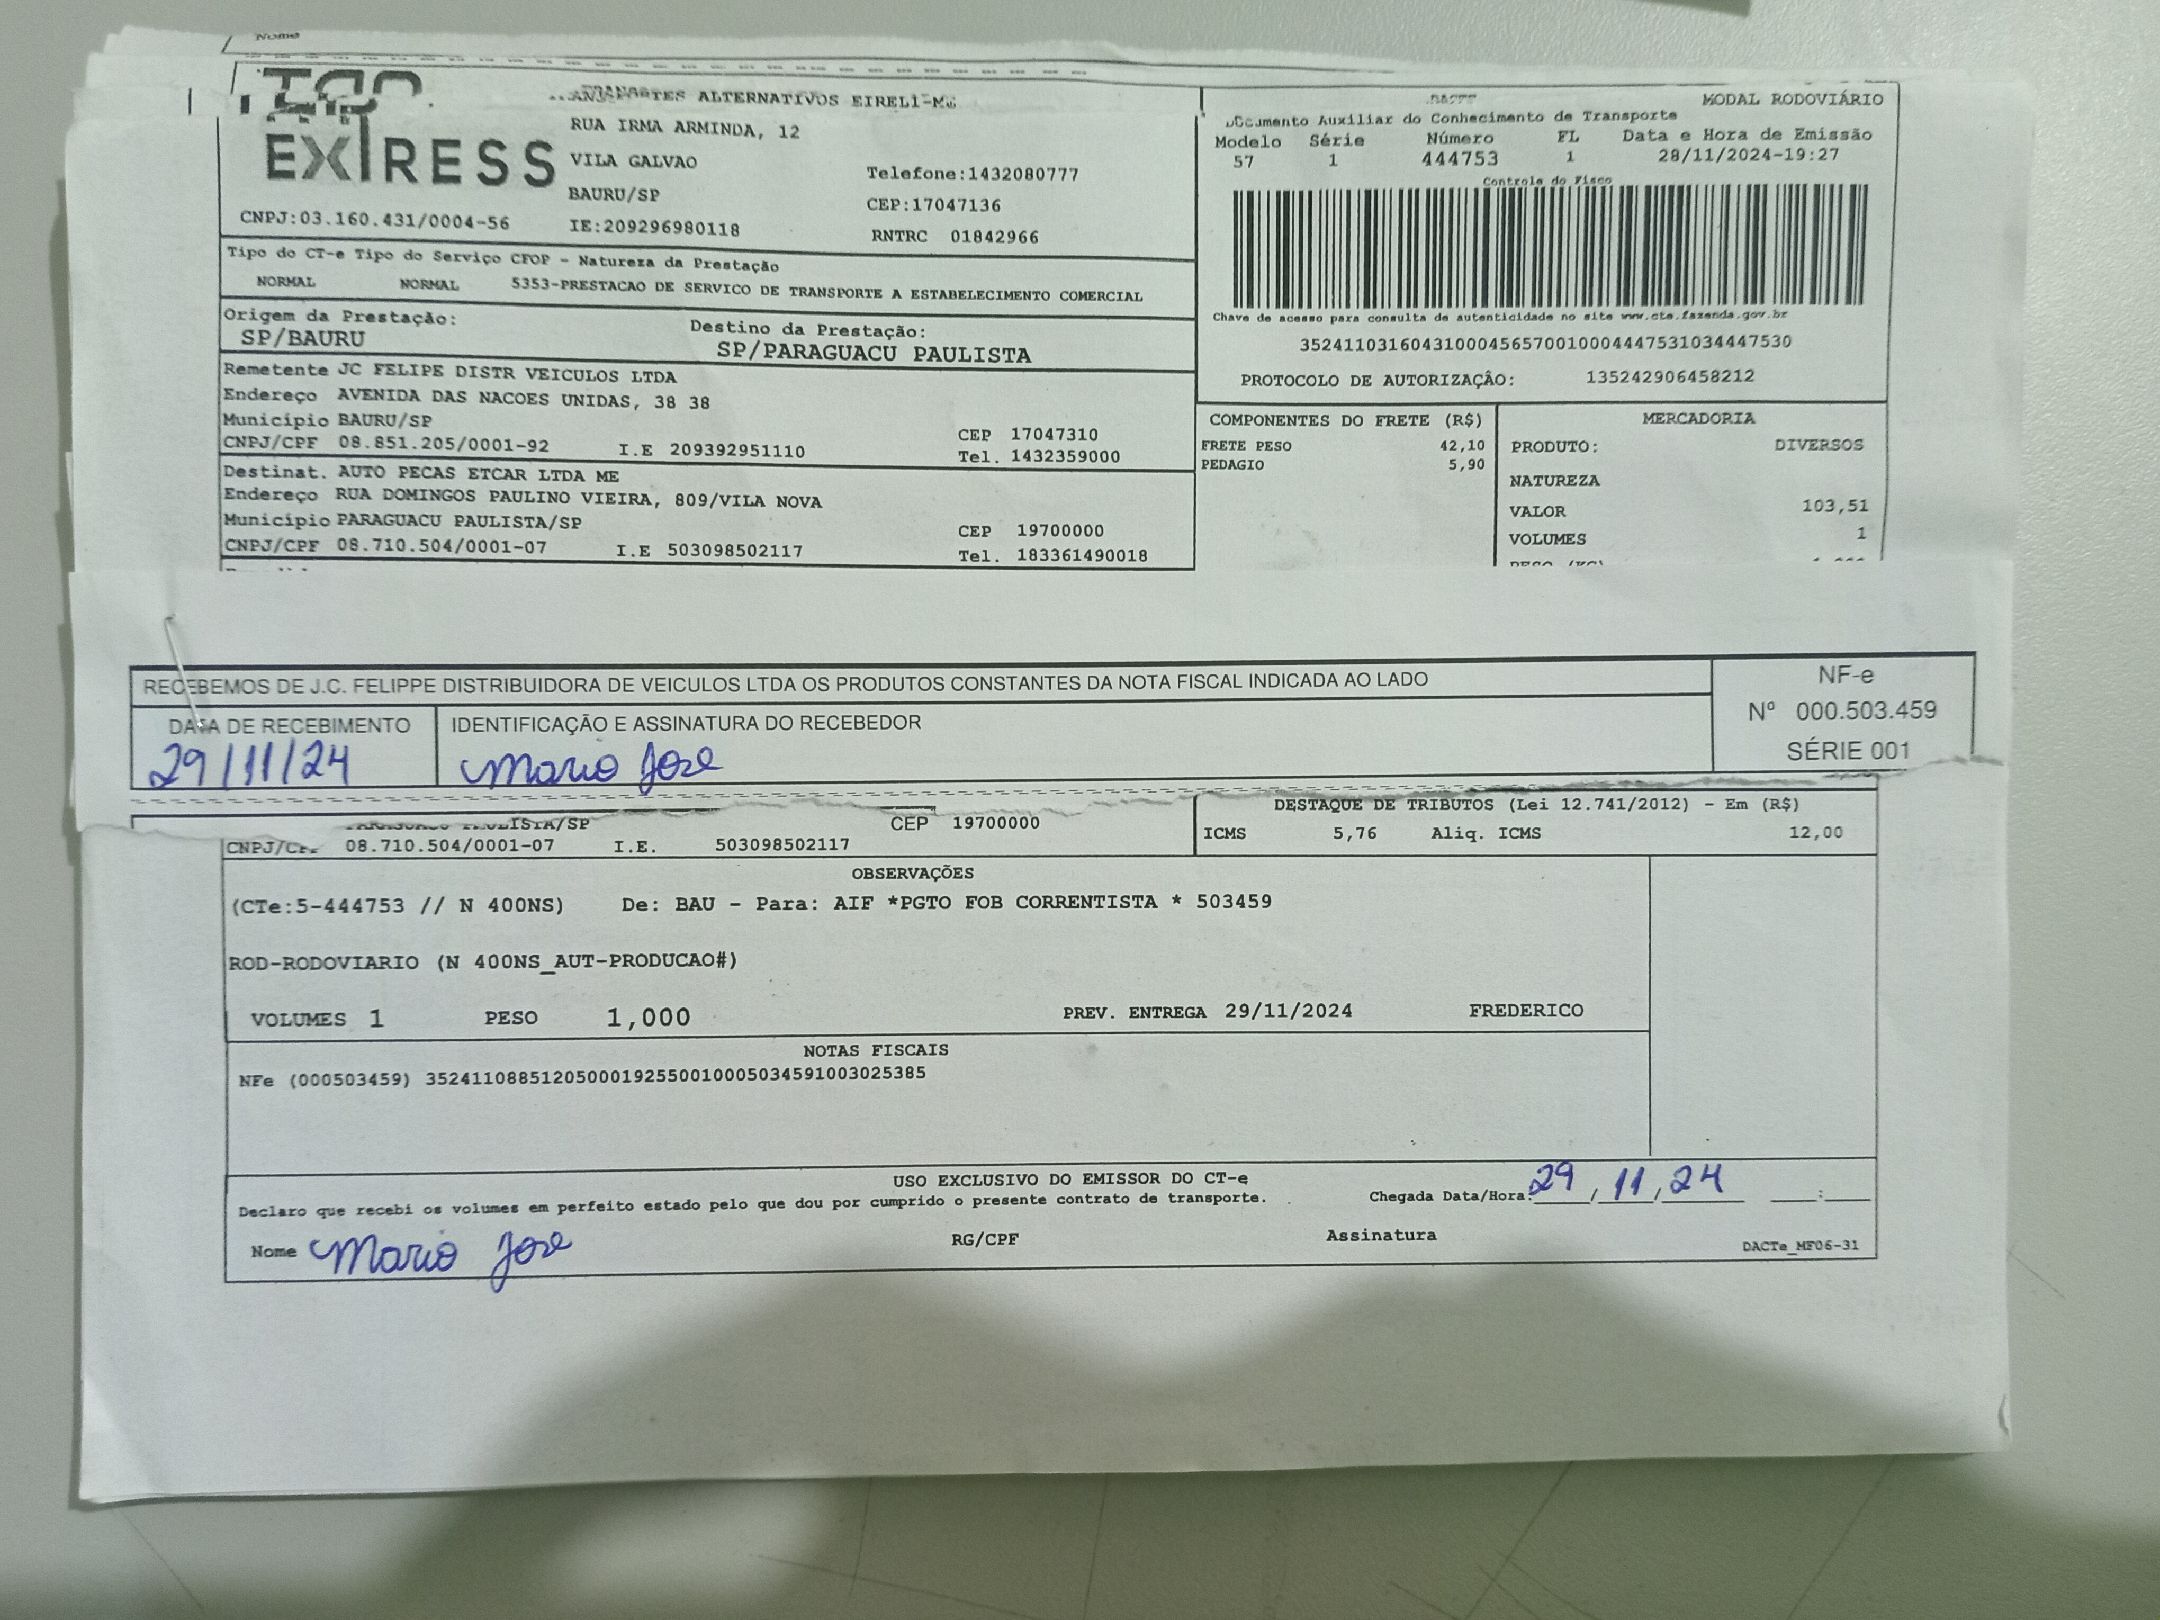 Nome
EXPRESS
ALTERNATIVOS EIRELI-ME
RUA IRMA ARMINDA, 12
VILA GALVAO
Telefone:1432080777
BAURU/SP
CEP:17047136
CNPJ:03.160.431/0004-56
IE:209296980118
RNTRC 01842966
MODAL RODOVIÁRIO
Documento Auxiliar do Conhecimento de Transporte
Modelo Série Número FL Data e Hora de Emissão
57 1 444753 1 28/11/2024-19:27
Controle do Fisco
Chave de acesso para consulta de autenticidade no site www.cte.fazenda.gov.br
35241103160431000456570010004447531034447530
PROTOCOLO DE AUTORIZAÇÂO: 135242906458212
Tipo do CT-e Tipo do Serviço CFOP - Natureza da Prestação
NORMAL NORMAL 5353-PRESTACAO DE SERVICO DE TRANSPORTE A ESTABELECIMENTO COMERCIAL
Origem da Prestação: Destino da Prestação:
SP/BAURU SP/PARAGUACU PAULISTA
Remetente JC FELIPE DISTR VEICULOS LTDA
Endereço AVENIDA DAS NACOES UNIDAS, 38 38
Município BAURU/SP CEP 17047310
CNPJ/CPF 08.851.205/0001-92 I.E 209392951110 Tel. 1432359000
Destinat. AUTO PECAS ETCAR LTDA ME
Endereço RUA DOMINGOS PAULINO VIEIRA, 809/VILA NOVA
Município PARAGUACU PAULISTA/SP CEP 19700000
CNPJ/CPF 08.710.504/0001-07 I.E 503098502117 Tel. 183361490018
COMPONENTES DO FRETE (R$)
FRETE PESO 42,10
PEDAGIO 5,90
MERCADORIA
PRODUTO: DIVERSOS
NATUREZA
VALOR 103,51
VOLUMES 1
RECEBEMOS DE J.C. FELIPPE DISTRIBUIDORA DE VEICULOS LTDA OS PRODUTOS CONSTANTES DA NOTA FISCAL INDICADA AO LADO
DATA DE RECEBIMENTO
29/11/24
IDENTIFICAÇÃO E ASSINATURA DO RECEBEDOR
Mario Jose
NF-e
Nº 000.503.459
SÉRIE 001
CEP 19700000
CNPJ/CPF 08.710.504/0001-07 I.E. 503098502117
DESTAQUE DE TRIBUTOS (Lei 12.741/2012) - Em (R$)
ICMS 5,76 Aliq. ICMS 12,00
OBSERVAÇÕES
(CTe:5-444753 // N 400NS) De: BAU - Para: AIF *PGTO FOB CORRENTISTA * 503459
ROD-RODOVIARIO (N 400NS_AUT-PRODUCAO#)
VOLUMES 1 PESO 1,000 PREV. ENTREGA 29/11/2024 FREDERICO
NOTAS FISCAIS
NFe (000503459) 35241108851205000192550010005034591003025385
USO EXCLUSIVO DO EMISSOR DO CT-e
Declaro que recebi os volumes em perfeito estado pelo que dou por cumprido o presente contrato de transporte. Chegada Data/Hora: 29/11/24 :
Nome Mario Jose RG/CPF Assinatura
DACTe_MF06-31